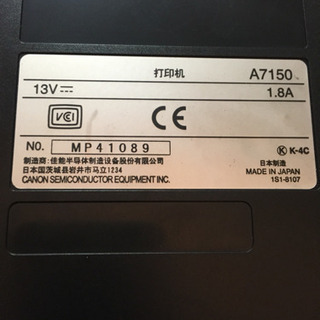 打印机 A7150
13V⎓ 1.8A
VCCI
CE
NO. MP41089
Ⓚ K-4C
制造商:佳能半导体制造设备股份有限公司 日本制造
日本国茨城县岩井市马立1234 MADE IN JAPAN
CANON SEMICONDUCTOR EQUIPMENT INC. 1S1-8107